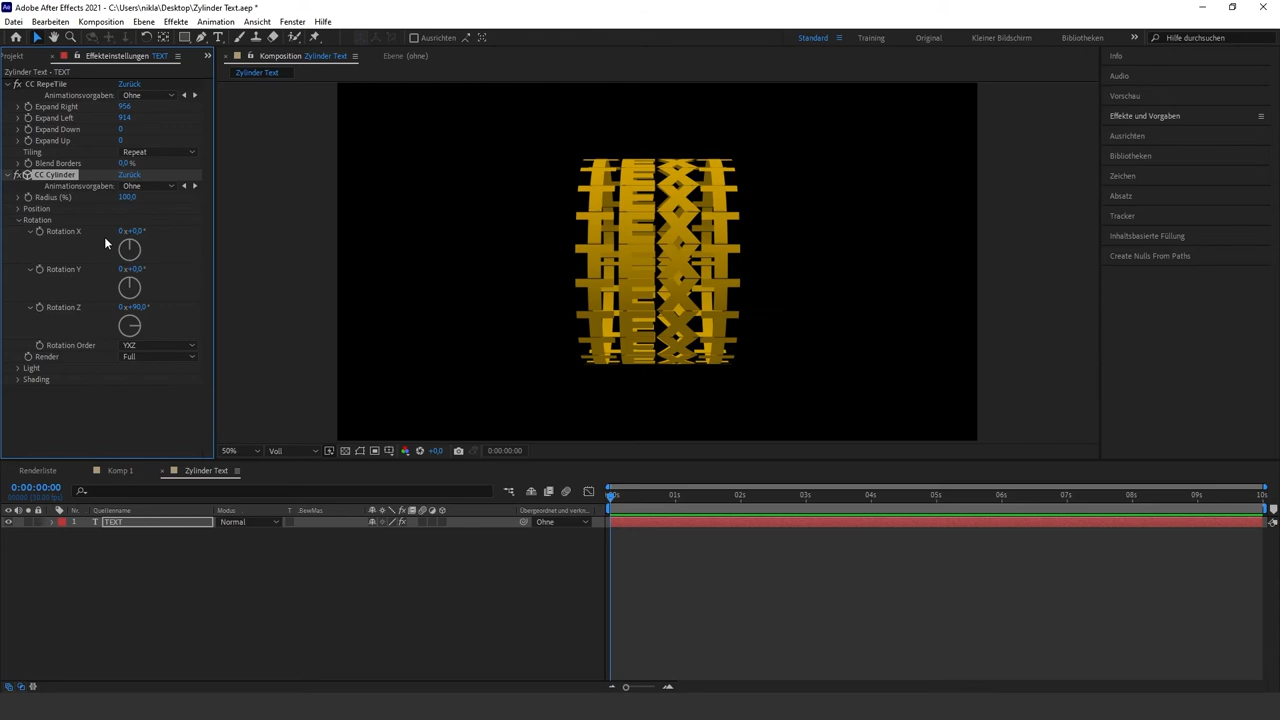 Adobe After Effects 2021 - C:\Users\nikla\Desktop\Zylinder Text.aep *
Datei Bearbeiten Komposition Ebene Effekte Animation Ansicht Fenster Hilfe
Ausrichten Standard Training Original Kleiner Bildschirm Bibliotheken Hilfe durchsuchen
Projekt Effekteinstellungen TEXT Komposition Zylinder Text Ebene (ohne) Info
Zylinder Text - TEXT Zylinder Text
CC RepeTile Zurück Audio
Animationsvorgaben: Ohne Vorschau
Expand Right 956
Expand Left 914 Effekte und Vorgaben
Expand Down 0
Expand Up 0 Ausrichten
Tiling Repeat Bibliotheken
Blend Borders 0,0 %
CC Cylinder Zurück Zeichen
Animationsvorgaben: Ohne
Radius (%) 100,0 Absatz
Position
Rotation Tracker
Rotation X 0 x+0,0 ° Inhaltsbasierte Füllung
Create Nulls From Paths
Rotation Y 0 x+0,0 °
Rotation Z 0 x+90,0 °
Rotation Order YXZ
Render Full
Light
Shading
50% Voll +0,0 0:00:00:00
Renderliste Komp 1 Zylinder Text
0:00:00:00
Nr. Quellenname Modus T .BewMas Übergeordnet und verkn...
01s 02s 03s 04s 05s 06s 07s 08s 09s 10s
1 T TEXT Normal Ohne